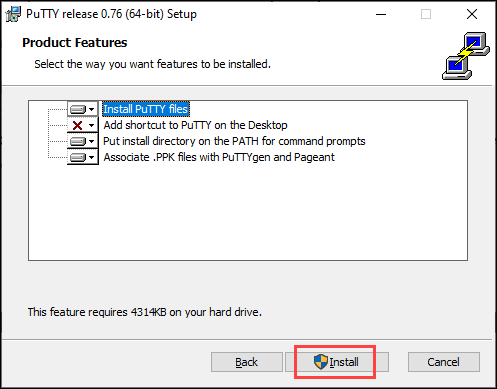 PuTTY release 0.76 (64-bit) Setup
Product Features
Select the way you want features to be installed.
Install PuTTY files
Add shortcut to PuTTY on the Desktop
Put install directory on the PATH for command prompts
Associate .PPK files with PuTTYgen and Pageant
This feature requires 4314KB on your hard drive.
Back
Install
Cancel